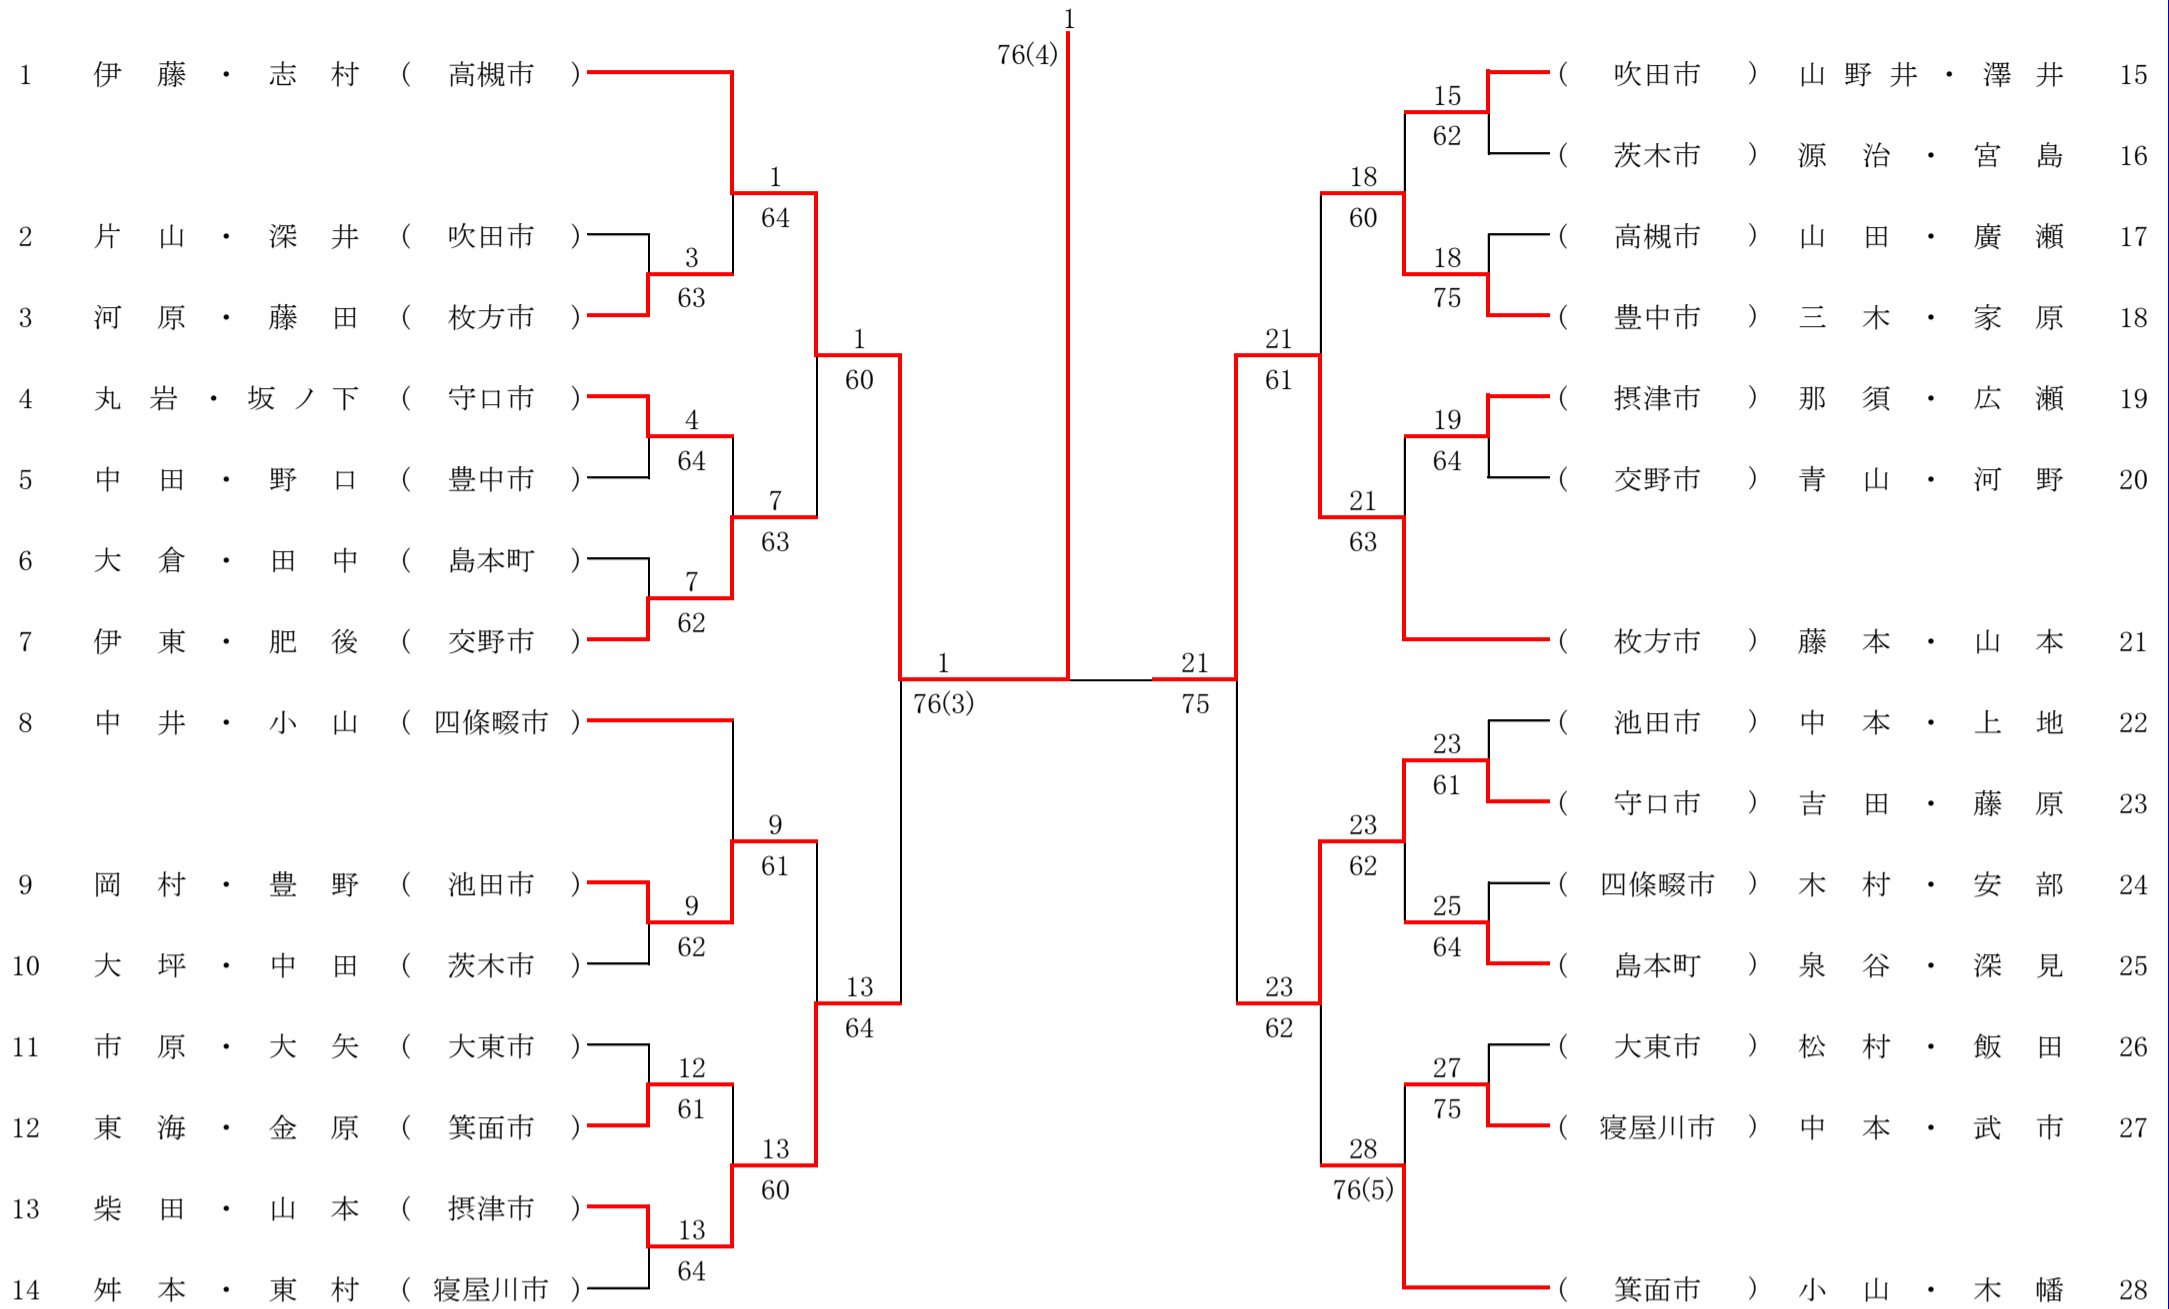 1
76(4)
1 伊藤・志村(高槻市)
(吹田市)山野井・澤井 15
15
62
(茨木市)源治・宮島 16
1
64
18
60
2 片山・深井(吹田市)
(高槻市)山田・廣瀬 17
3
63
18
75
3 河原・藤田(枚方市)
(豊中市)三木・家原 18
1
60
21
61
4 丸岩・坂ノ下(守口市)
(摂津市)那須・広瀬 19
4
64
19
64
5 中田・野口(豊中市)
(交野市)青山・河野 20
7
63
21
63
6 大倉・田中(島本町)
7
62
7 伊東・肥後(交野市)
(枚方市)藤本・山本 21
1
76(3)
21
75
8 中井・小山(四條畷市)
(池田市)中本・上地 22
23
61
(守口市)吉田・藤原 23
9
61
23
62
9 岡村・豊野(池田市)
(四條畷市)木村・安部 24
9
62
25
64
10 大坪・中田(茨木市)
(島本町)泉谷・深見 25
13
64
23
62
11 市原・大矢(大東市)
(大東市)松村・飯田 26
12
61
27
75
12 東海・金原(箕面市)
(寝屋川市)中本・武市 27
13
60
28
76(5)
13 柴田・山本(摂津市)
13
64
14 舛本・東村(寝屋川市)
(箕面市)小山・木幡 28